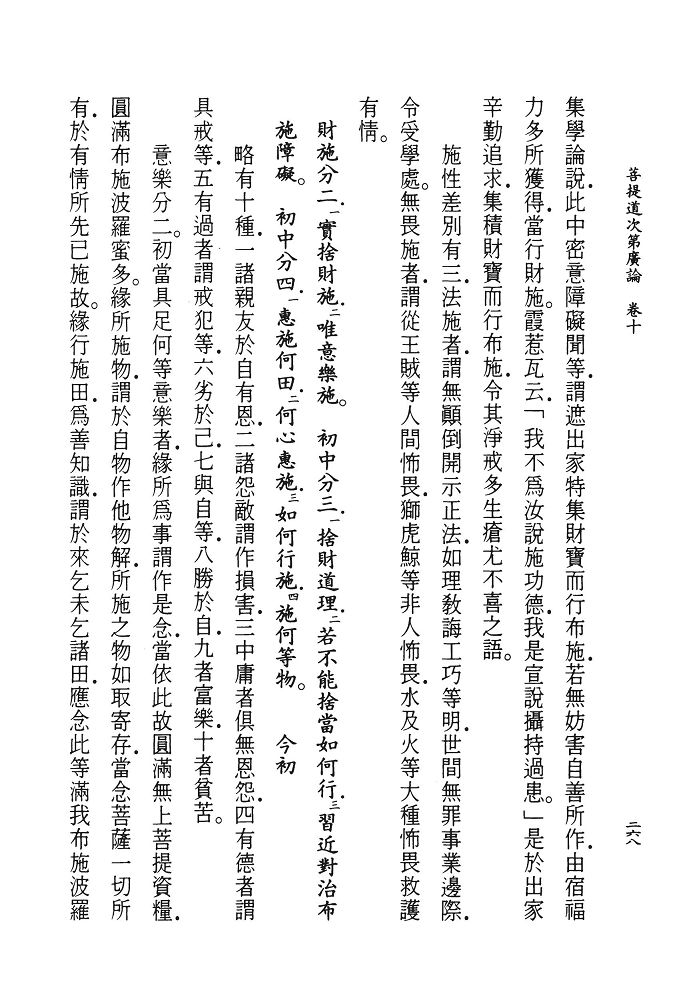 菩提道次第廣論　卷十
二六八
集學論說．此中密意障礙聞等．謂遮出家特集財寶而行布施．若無妨害自善所作．由宿福
力多所獲得．當行財施。霞惹瓦云．「我不爲汝說施功德．我是宣說攝持過患。」是於出家
辛勤追求．集積財寶而行布施．令其淨戒多生瘡尤不喜之語。
施性差別有三．法施者．謂無顚倒開示正法．如理敎誨工巧等明．世間無罪事業邊際．
令受學處。無畏施者．謂從王賊等人間怖畏．獅虎鯨等非人怖畏．水及火等大種怖畏救護
有情。
財施分二．一實捨財施．二唯意樂施。　初中分三．一捨財道理．二若不能捨當如何行．三習近對治布
施障礙。　初中分四．一惠施何田．二何心惠施．三如何行施．四施何等物。　今初
略有十種．一諸親友於自有恩．二諸怨敵謂作損害．三中庸者俱無恩怨．四有德者謂
具戒等．五有過者謂戒犯等．六劣於己．七與自等．八勝於自．九者富樂．十者貧苦。
意樂分二。初當具足何等意樂者．緣所爲事謂作是念．當依此故圓滿無上菩提資糧．
圓滿布施波羅蜜多。緣所施物．謂於自物作他物解．所施之物如取寄存．當念菩薩一切所
有．於有情所先已施故。緣行施田．爲善知識．謂於來乞未乞諸田．應念此等滿我布施波羅